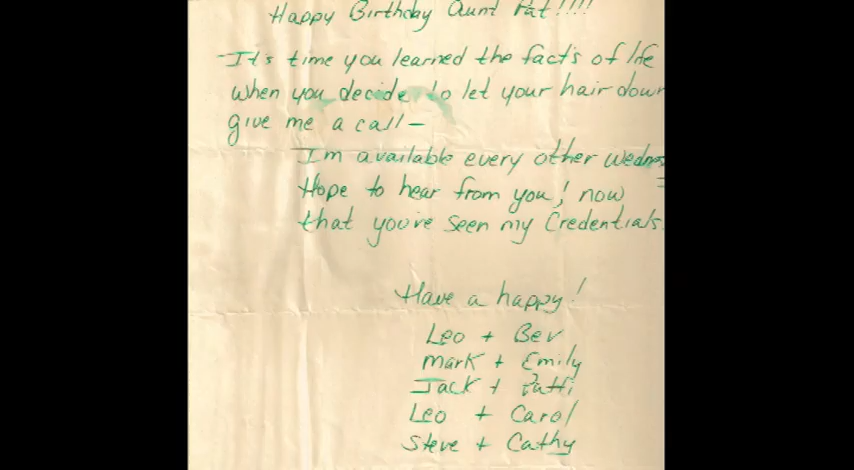 Happy Birthday Aunt Pat!!!!
It's time you learned the fact's of life
when you decide to let your hair down
give me a call—
I'm available every other wednes
Hope to hear from you! now
that you've seen my Credentials.
Have a happy!
Leo + Bev
Mark + Emily
Jack + Patti
Leo + Carol
Steve + Cathy